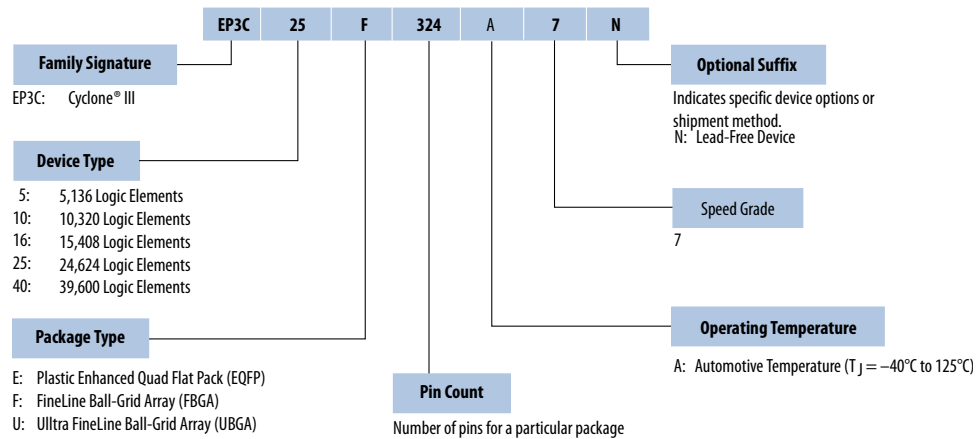 EP3C 25 F 324 A 7 N
Family Signature
EP3C: Cyclone® III
Optional Suffix
Indicates specific device options or
shipment method.
N: Lead-Free Device
Device Type
5: 5,136 Logic Elements
10: 10,320 Logic Elements
16: 15,408 Logic Elements
25: 24,624 Logic Elements
40: 39,600 Logic Elements
Speed Grade
7
Package Type
E: Plastic Enhanced Quad Flat Pack (EQFP)
F: FineLine Ball-Grid Array (FBGA)
U: Ulltra FineLine Ball-Grid Array (UBGA)
Pin Count
Number of pins for a particular package
Operating Temperature
A: Automotive Temperature (T J = –40°C to 125°C)